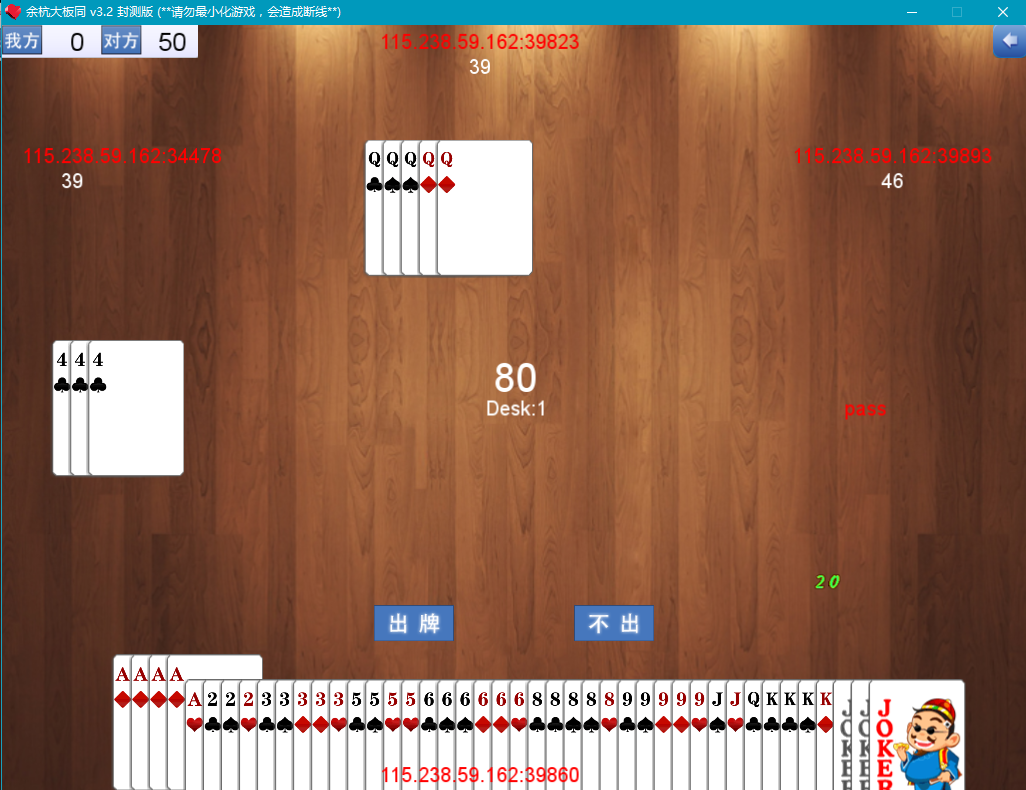 余杭大板同 v3.2 封测版 (**请勿最小化游戏，会造成断线**)
我方 0 对方 50
115.238.59.162:39823
39
115.238.59.162:34478
39
115.238.59.162:39893
46
Q Q Q Q Q
4 4 4
80
Desk:1
pass
20
出牌 不出
A A A A A 2 2 2 3 3 3 3 3 5 5 5 5 6 6 6 6 6 6 8 8 8 8 8 9 9 9 9 9 J J Q K K K K JOKE JOKE JOKER
115.238.59.162:39860